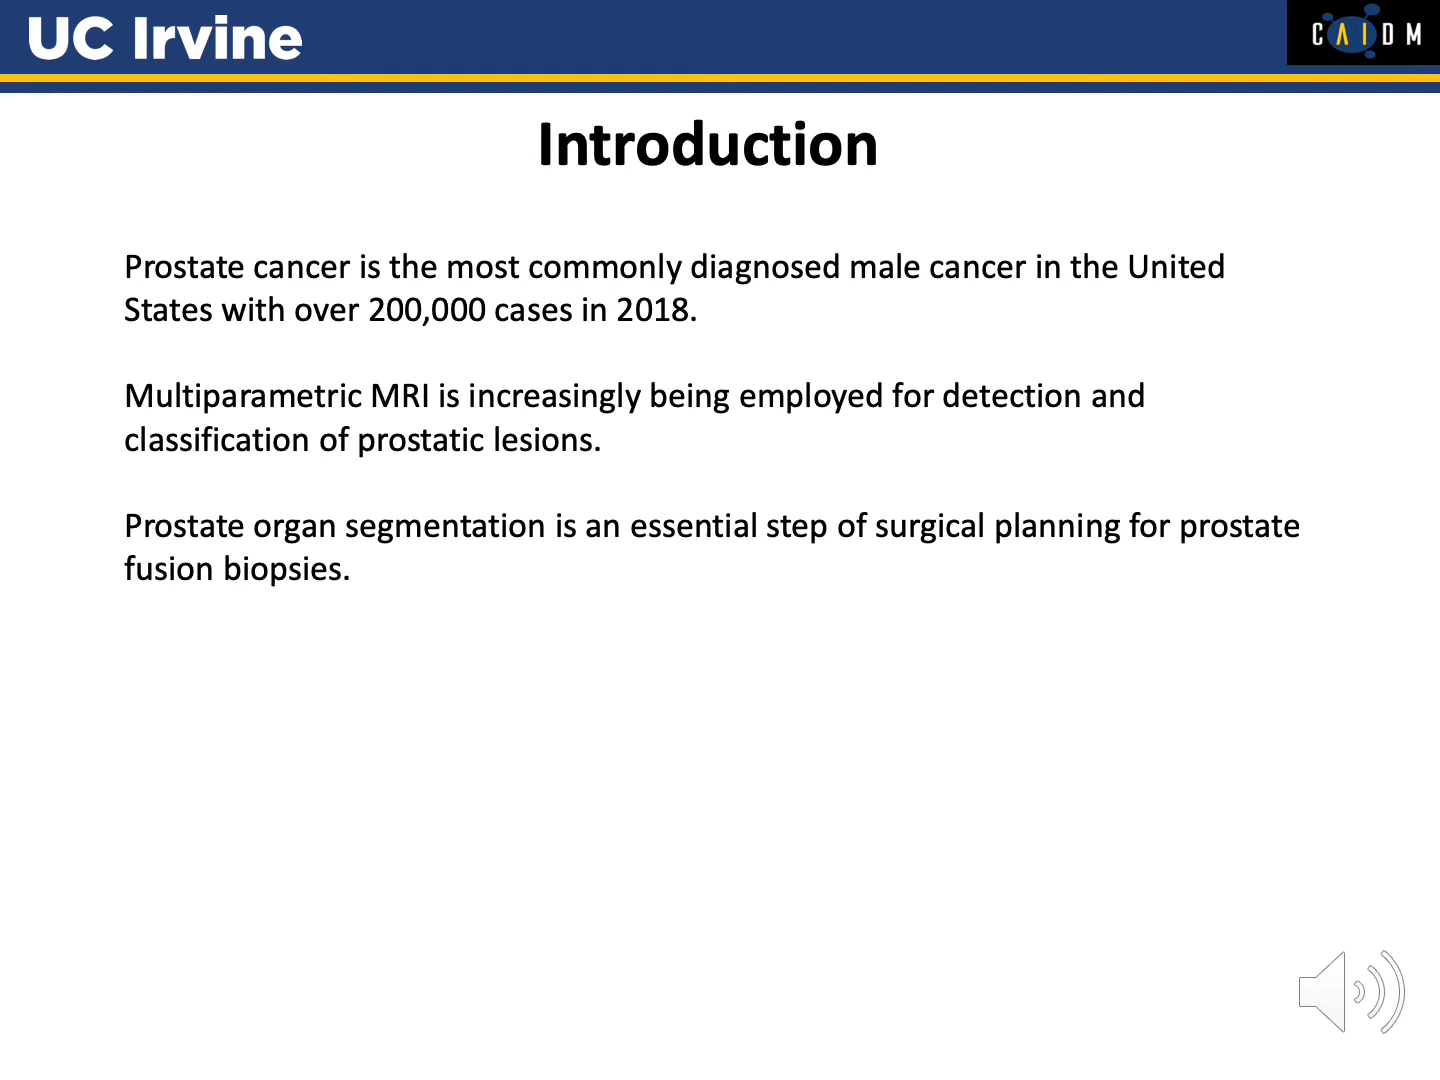 UC Irvine
CAIDM
Introduction
Prostate cancer is the most commonly diagnosed male cancer in the United
States with over 200,000 cases in 2018.
Multiparametric MRI is increasingly being employed for detection and
classification of prostatic lesions.
Prostate organ segmentation is an essential step of surgical planning for prostate
fusion biopsies.